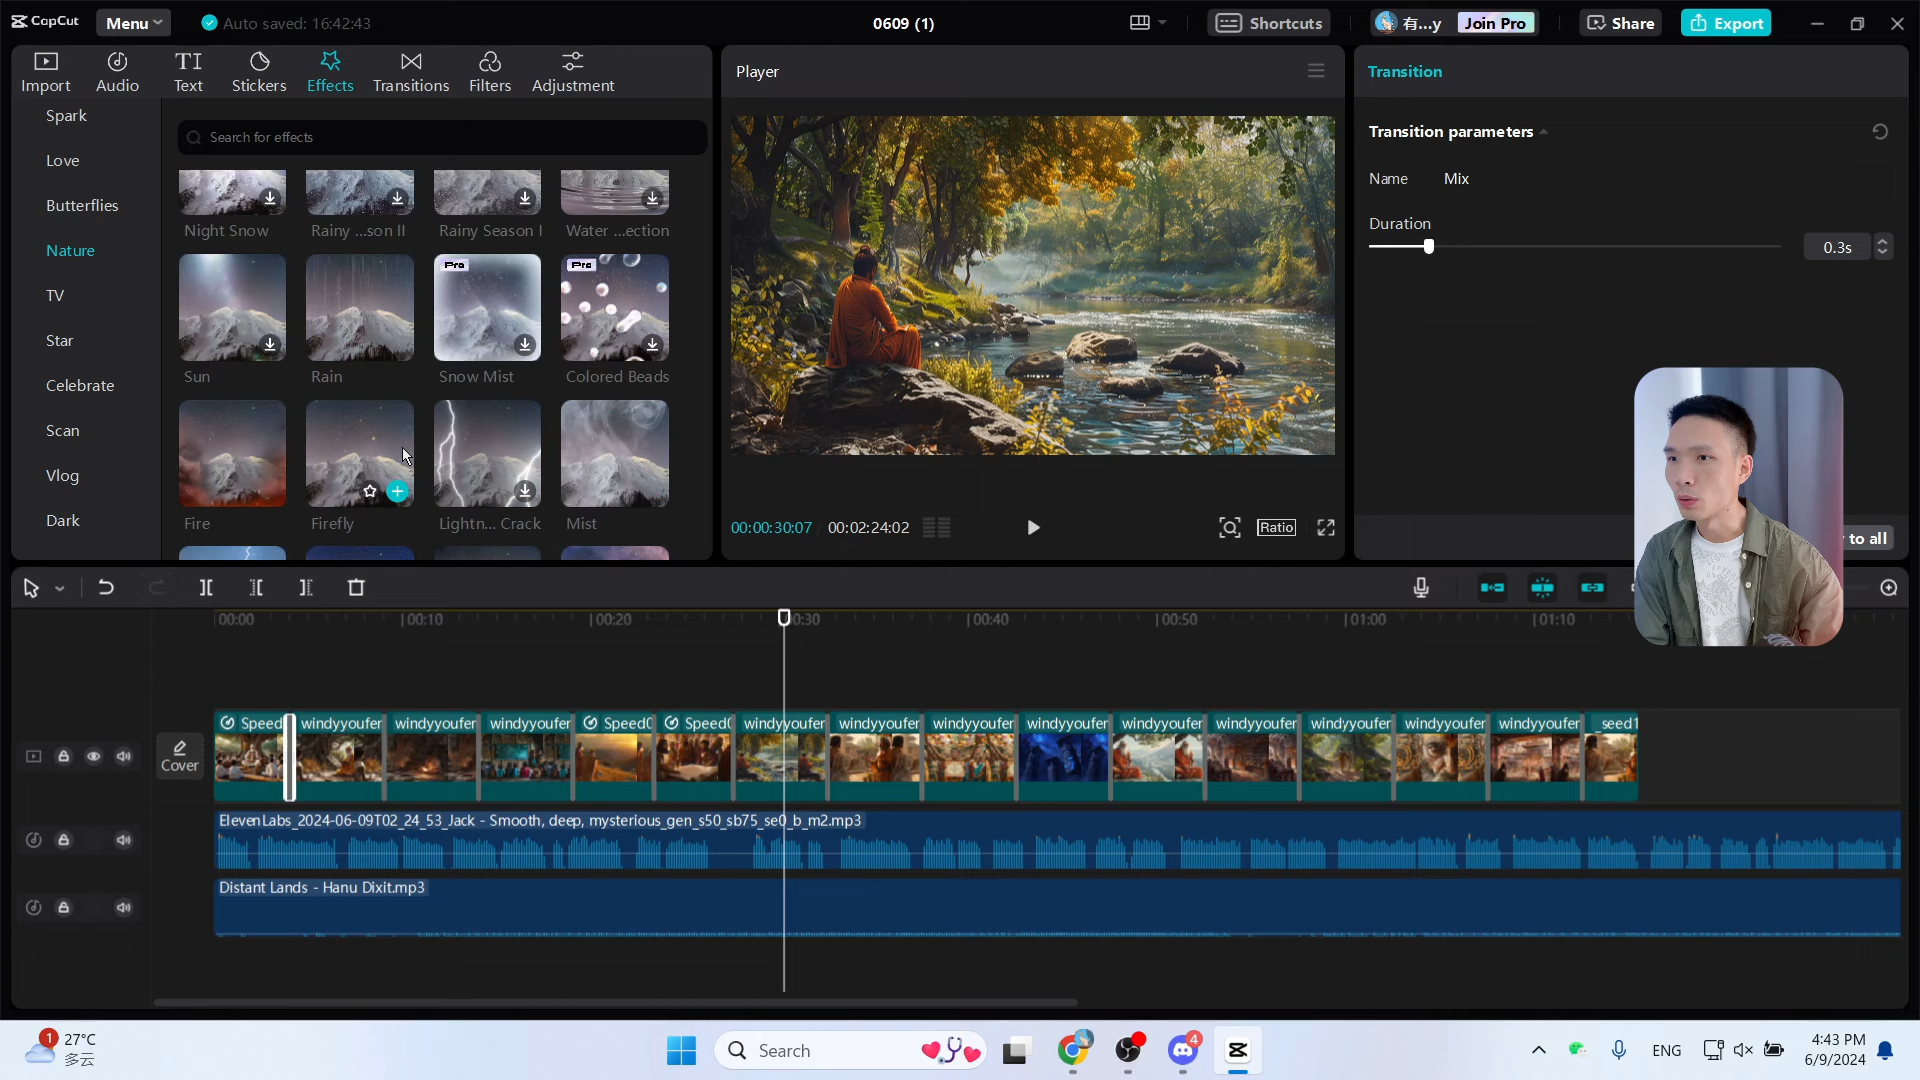 CapCut
Menu
Auto saved: 16:42:43
0609 (1)
Shortcuts
有...y
Join Pro
Share
Export
Import
Audio
TI
Text
Stickers
Effects
Transitions
Filters
Adjustment
Spark
Love
Butterflies
Nature
TV
Star
Celebrate
Scan
Vlog
Dark
Search for effects
Night Snow
Rainy ...son II
Rainy Season I
Water ...ection
Pro
Pro
Sun
Rain
Snow Mist
Colored Beads
Fire
Firefly
Lightn... Crack
Mist
Player
00:00:30:07
00:02:24:02
Ratio
Transition
Transition parameters
Name
Mix
Duration
0.3s
to all
00:00
00:10
00:20
0:30
00:40
00:50
01:00
01:10
Cover
Speed
windyyoufer
windyyoufer
windyyoufer
Speed
Speed
windyyoufer
windyyoufer
windyyoufer
windyyoufer
windyyoufer
windyyoufer
windyyoufer
windyyoufer
windyyoufer
_seed1
ElevenLabs_2024-06-09T02_24_53_Jack - Smooth, deep, mysterious_gen_s50_sb75_se0_b_m2.mp3
Distant Lands - Hanu Dixit.mp3
1
27°C
多云
Search
4
ENG
4:43 PM
6/9/2024